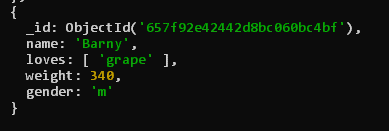 {
_id: ObjectId('657f92e42442d8bc060bc4bf'),
name: 'Barny',
loves: [ 'grape' ],
weight: 340,
gender: 'm'
}